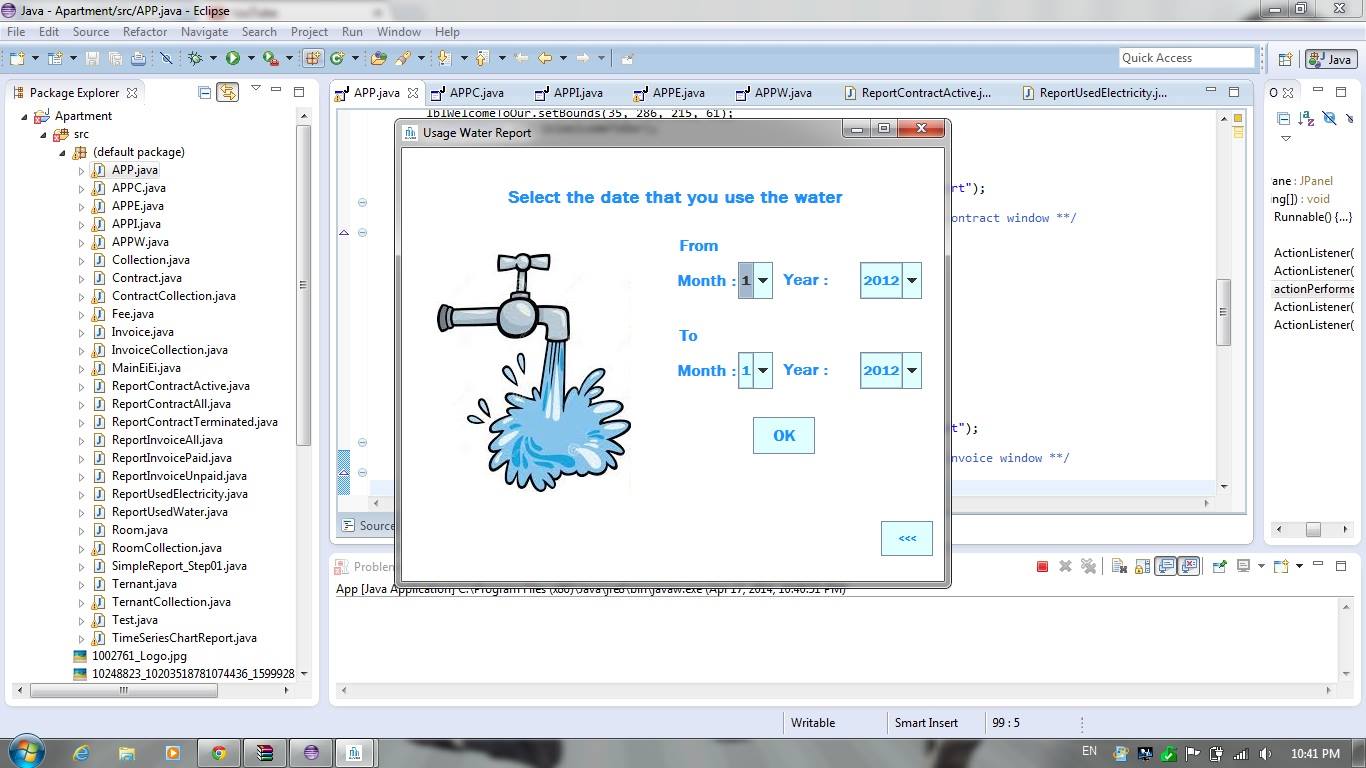 Java - Apartment/src/APP.java - Eclipse
File Edit Source Refactor Navigate Search Project Run Window Help
Quick Access
Java
Package Explorer
APP.java APPC.java APPI.java APPE.java APPW.java ReportContractActive.j... ReportUsedElectricity.j...
Apartment
src
(default package)
APP.java
APPC.java
APPE.java
APPI.java
APPW.java
Collection.java
Contract.java
ContractCollection.java
Fee.java
Invoice.java
InvoiceCollection.java
MainEiEi.java
ReportContractActive.java
ReportContractAll.java
ReportContractTerminated.java
ReportInvoiceAll.java
ReportInvoicePaid.java
ReportInvoiceUnpaid.java
ReportUsedElectricity.java
ReportUsedWater.java
Room.java
RoomCollection.java
SimpleReport_Step01.java
Ternant.java
TernantCollection.java
Test.java
TimeSeriesChartReport.java
1002761_Logo.jpg
10248823_10203518781074436_1599928
lblWelcomeToOur.setBounds(35, 286, 215, 61);
rt");
ontract window **/
t");
nvoice window **/
Source
Usage Water Report
Select the date that you use the water
From
Month : 1 Year : 2012
To
Month : 1 Year : 2012
OK
<<<
O
ane : JPanel
ng[]) : void
Runnable() {...}
ActionListener(
ActionListener(
actionPerforme
ActionListener(
ActionListener(
Problem
App [Java Application] C:\Program Files (x86)\Java\jre8\bin\javaw.exe (Apr 17, 2014, 10:40:51 PM)
Writable Smart Insert 99 : 5
EN 10:41 PM